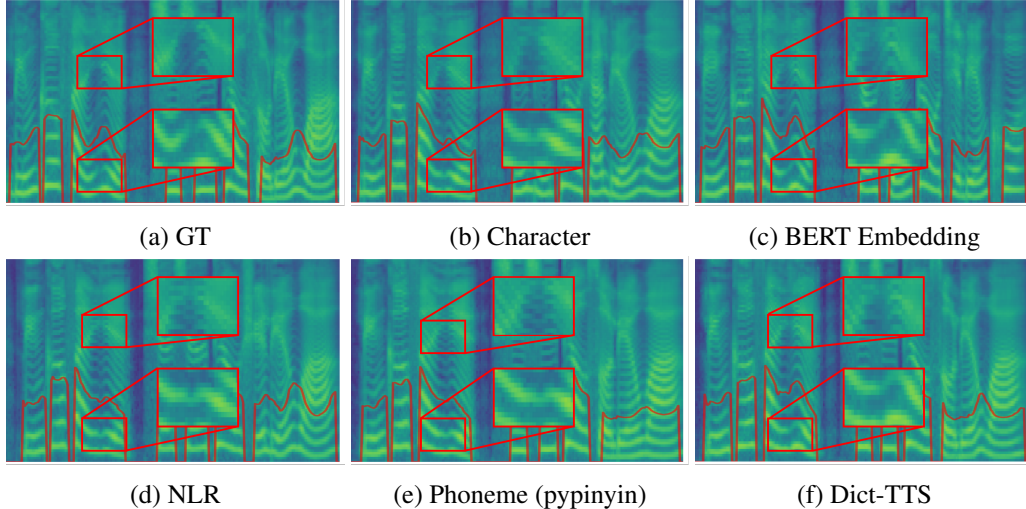 (a) GT
(b) Character
(c) BERT Embedding
(d) NLR
(e) Phoneme (pypinyin)
(f) Dict-TTS